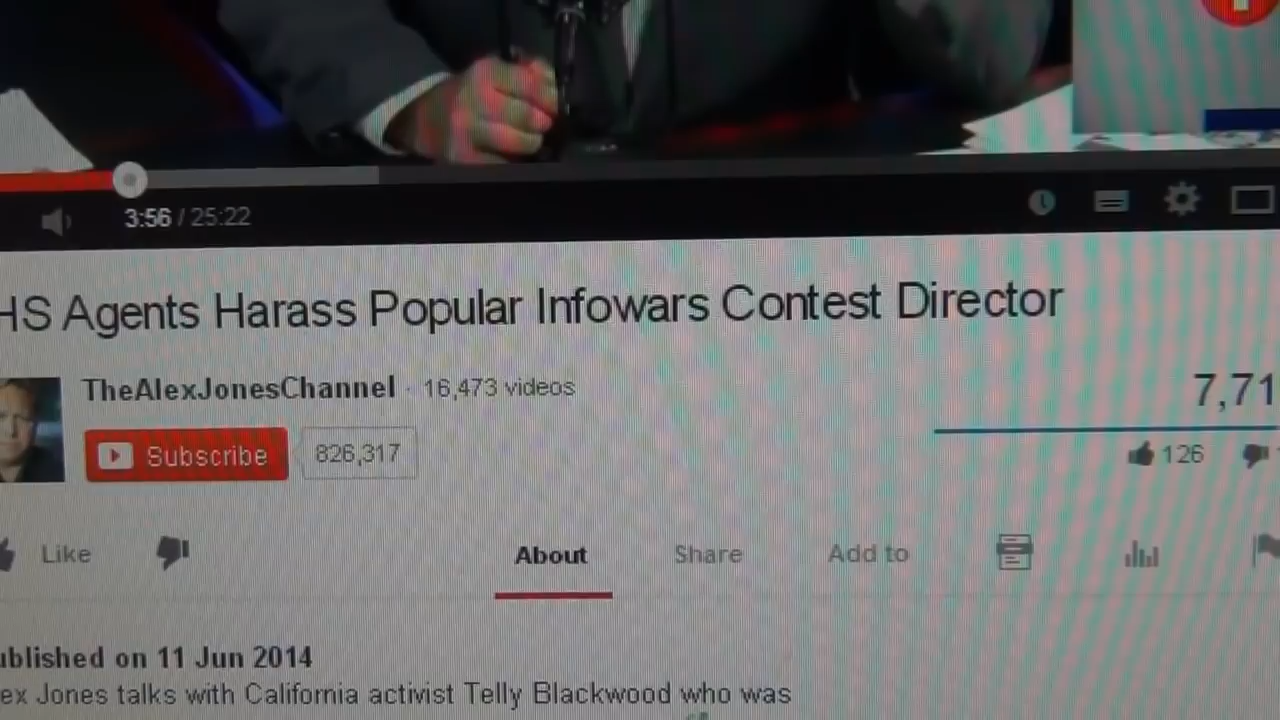 3:56 / 25:22
HS Agents Harass Popular Infowars Contest Director
TheAlexJonesChannel · 16,473 videos
7,71
Subscribe 826,317
126
Like
About Share Add to
ublished on 11 Jun 2014
ex Jones talks with California activist Telly Blackwood who was